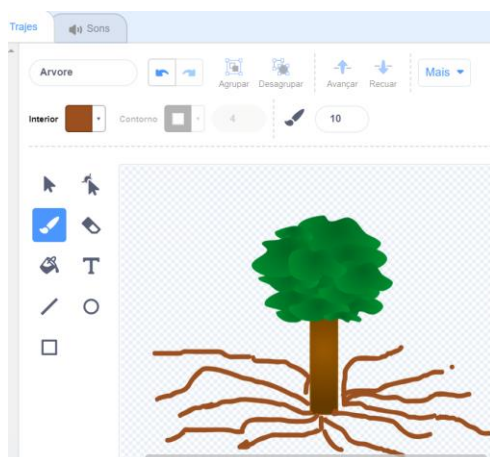 Trajes Sons
Arvore
Agrupar Desagrupar Avançar Recuar Mais
Interior Contorno 4 10
T